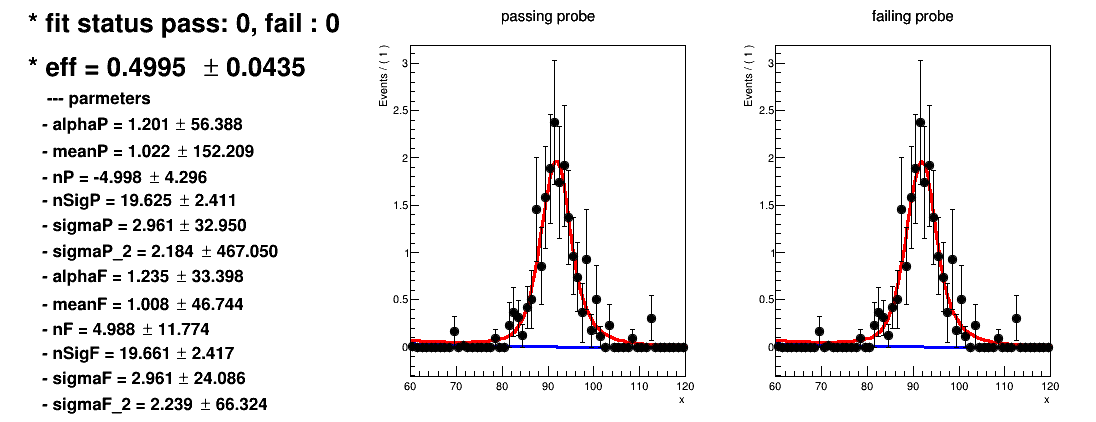 * fit status pass: 0, fail : 0
* eff = 0.4995 ± 0.0435
--- parmeters
- alphaP = 1.201 ± 56.388
- meanP = 1.022 ± 152.209
- nP = -4.998 ± 4.296
- nSigP = 19.625 ± 2.411
- sigmaP = 2.961 ± 32.950
- sigmaP_2 = 2.184 ± 467.050
- alphaF = 1.235 ± 33.398
- meanF = 1.008 ± 46.744
- nF = 4.988 ± 11.774
- nSigF = 19.661 ± 2.417
- sigmaF = 2.961 ± 24.086
- sigmaF_2 = 2.239 ± 66.324
passing probe
Events / ( 1 )
3
2.5
2
1.5
1
0.5
0
60 70 80 90 100 110 120
x
failing probe
Events / ( 1 )
3
2.5
2
1.5
1
0.5
0
60 70 80 90 100 110 120
x